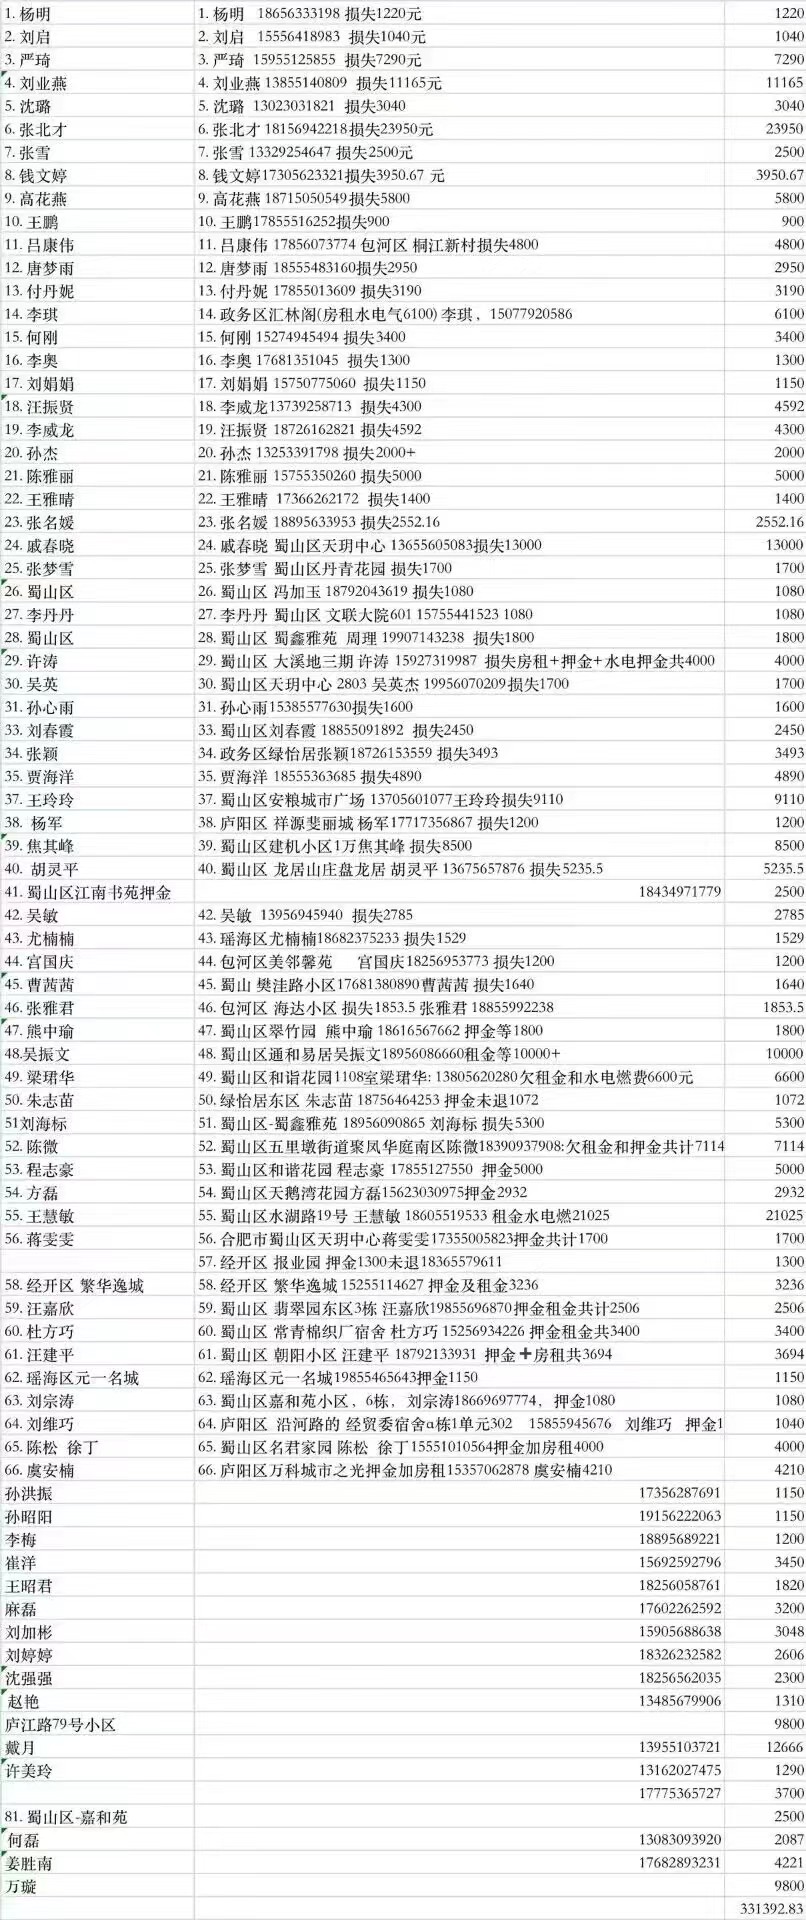 1. 杨明 1. 杨明 18656333198 损失1220元 1220
2. 刘启 2. 刘启 15556418983 损失1040元 1040
3. 严琦 3. 严琦 15955125855 损失7290元 7290
4. 刘业燕 4. 刘业燕 13855140809 损失11165元 11165
5. 沈璐 5. 沈璐 13023031821 损失3040 3040
6. 张北才 6. 张北才 18156942218损失23950元 23950
7. 张雪 7. 张雪 13329254647 损失2500元 2500
8. 钱文婷 8. 钱文婷17305623321损失3950.67 元 3950.67
9. 高花燕 9. 高花燕 18715050549损失5800 5800
10. 王鹏 10. 王鹏17855516252损失900 900
11. 吕康伟 11. 吕康伟 17856073774 包河区 桐江新村损失4800 4800
12. 唐梦雨 12. 唐梦雨 18555483160损失2950 2950
13. 付丹妮 13. 付丹妮 17855013609 损失3190 3190
14. 李琪 14. 政务区汇林阁(房租水电气6100) 李琪，15077920586 6100
15. 何刚 15. 何刚 15274945494 损失3400 3400
16. 李奥 16. 李奥 17681351045 损失1300 1300
17. 刘娟娟 17. 刘娟娟 15750775060 损失1150 1150
18. 汪振贤 18. 李威龙13739258713 损失4300 4592
19. 李威龙 19. 汪振贤 18726162821 损失4592 4300
20. 孙杰 20. 孙杰 13253391798 损失2000+ 2000
21. 陈雅丽 21. 陈雅丽 15755350260 损失5000 5000
22. 王雅晴 22. 王雅晴 17366262172 损失1400 1400
23. 张名媛 23. 张名媛 18895633953 损失2552.16 2552.16
24. 戚春晓 24. 戚春晓 蜀山区天玥中心 13655605083损失13000 13000
25. 张梦雪 25. 张梦雪 蜀山区丹青花园 损失1700 1700
26. 蜀山区 26. 蜀山区 冯加玉 18792043619 损失1080 1080
27. 李丹丹 27. 李丹丹 蜀山区 文联大院601 15755441523 1080 1080
28. 蜀山区 28. 蜀山区 蜀鑫雅苑 周理 19907143238 损失1800 1800
29. 许涛 29. 蜀山区 大溪地三期 许涛 15927319987 损失房租+押金+水电押金共4000 4000
30. 吴英 30. 蜀山区天玥中心 2803 吴英杰 19956070209损失1700 1700
31. 孙心雨 31. 孙心雨15385577630损失1600 1600
33. 刘春霞 33. 蜀山区刘春霞 18855091892 损失2450 2450
34. 张颖 34. 政务区绿怡居张颖18726153559 损失3493 3493
35. 贾海洋 35. 贾海洋 18555363685 损失4890 4890
37. 王玲玲 37. 蜀山区安粮城市广场 13705601077王玲玲损失9110 9110
38. 杨军 38. 庐阳区 祥源斐丽城 杨军17717356867 损失1200 1200
39. 焦其峰 39. 蜀山区建机小区1万焦其峰 损失8500 8500
40. 胡灵平 40. 蜀山区 龙居山庄盘龙居 胡灵平 13675657876 损失5235.5 5235.5
41. 蜀山区江南书苑押金 18434971779 2500
42. 吴敏 42. 吴敏 13956945940 损失2785 2785
43. 尤楠楠 43. 瑶海区尤楠楠18682375233 损失1529 1529
44. 宫国庆 44. 包河区美邻馨苑 宫国庆18256953773 损失1200 1200
45. 曹茜茜 45. 蜀山 樊洼路小区17681380890曹茜茜 损失1640 1640
46. 张雅君 46. 包河区 海达小区 损失1853.5 张雅君 18855992238 1853.5
47. 熊中瑜 47. 蜀山区翠竹园 熊中瑜 18616567662 押金等1800 1800
48.吴振文 48. 蜀山区通和易居吴振文18956086660租金等10000+ 10000
49. 梁珺华 49. 蜀山区和诣花园1108室梁珺华: 13805620280欠租金和水电燃费6600元 6600
50. 朱志苗 50. 绿怡居东区 朱志苗 18756464253 押金未退1072 1072
51刘海标 51. 蜀山区-蜀鑫雅苑 18956090865 刘海标 损失5300 5300
52. 陈微 52. 蜀山区五里墩街道聚凤华庭南区陈微18390937908:欠租金和押金共计7114 7114
53. 程志豪 53. 蜀山区和谐花园 程志豪 17855127550 押金5000 5000
54. 方磊 54. 蜀山区天鹅湾花园方磊15623030975押金2932 2932
55. 王慧敏 55. 蜀山区水湖路19号 王慧敏 18605519533 租金水电燃21025 21025
56. 蒋雯雯 56. 合肥市蜀山区天玥中心蒋雯雯17355005823押金共计1700 1700
57. 经开区 报业园 押金1300未退18365579611 1300
58. 经开区 繁华逸城 58. 经开区 繁华逸城 15255114627 押金及租金3236 3236
59. 汪嘉欣 59. 蜀山区 翡翠园东区3栋 汪嘉欣19855696870押金租金共计2506 2506
60. 杜方巧 60. 蜀山区 常青棉织厂宿舍 杜方巧 15256934226 押金租金共3400 3400
61. 汪建平 61. 蜀山区 朝阳小区 汪建平 18792133931 押金➕房租共3694 3694
62. 瑶海区元一名城 62. 瑶海区元一名城19855465643押金1150 1150
63. 刘宗涛 63. 蜀山区嘉和苑小区，6栋，刘宗涛18669697774，押金1080 1080
64. 刘维巧 64. 庐阳区 沿河路的 经贸委宿舍a栋1单元302 15855945676 刘维巧 押金1 1040
65. 陈松 徐丁 65. 蜀山区名君家园 陈松 徐丁15551010564押金加房租4000 4000
66. 虞安楠 66. 庐阳区万科城市之光押金加房租15357062878 虞安楠4210 4210
孙洪振 17356287691 1150
孙昭阳 19156222063 1150
李梅 18895689221 1200
崔洋 15692592796 3450
王昭君 18256058761 1820
麻磊 17602262592 3200
刘加彬 15905688638 3048
刘婷婷 18326232582 2606
沈强强 18256562035 2300
赵艳 13485679906 1310
庐江路79号小区 9800
戴月 13955103721 12666
许美玲 13162027475 1290
17775365727 3700
81. 蜀山区-嘉和苑 2500
何磊 13083093920 2087
姜胜南 17682893231 4221
万璇 9800
331392.83